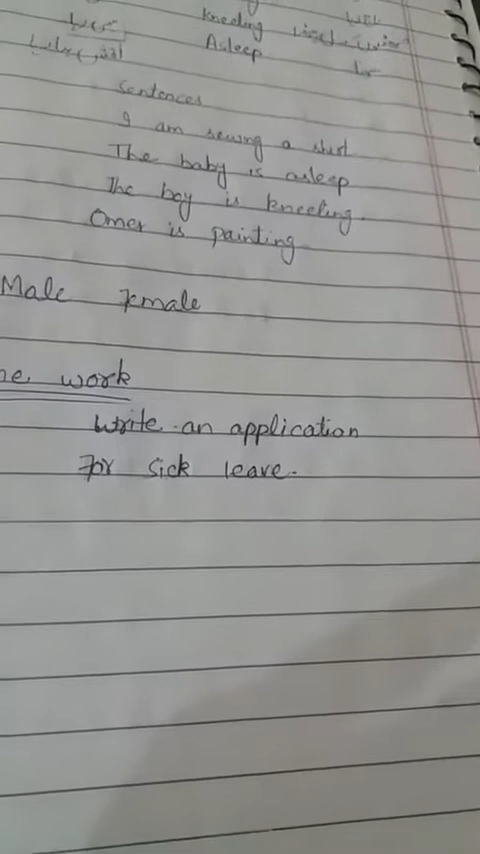 Kneeling
Asleep
Sentences
I am sewing a shirt
The baby is asleep
The boy is kneeling.
Omer is painting
Male Female
me work
Write an application
For sick leave.